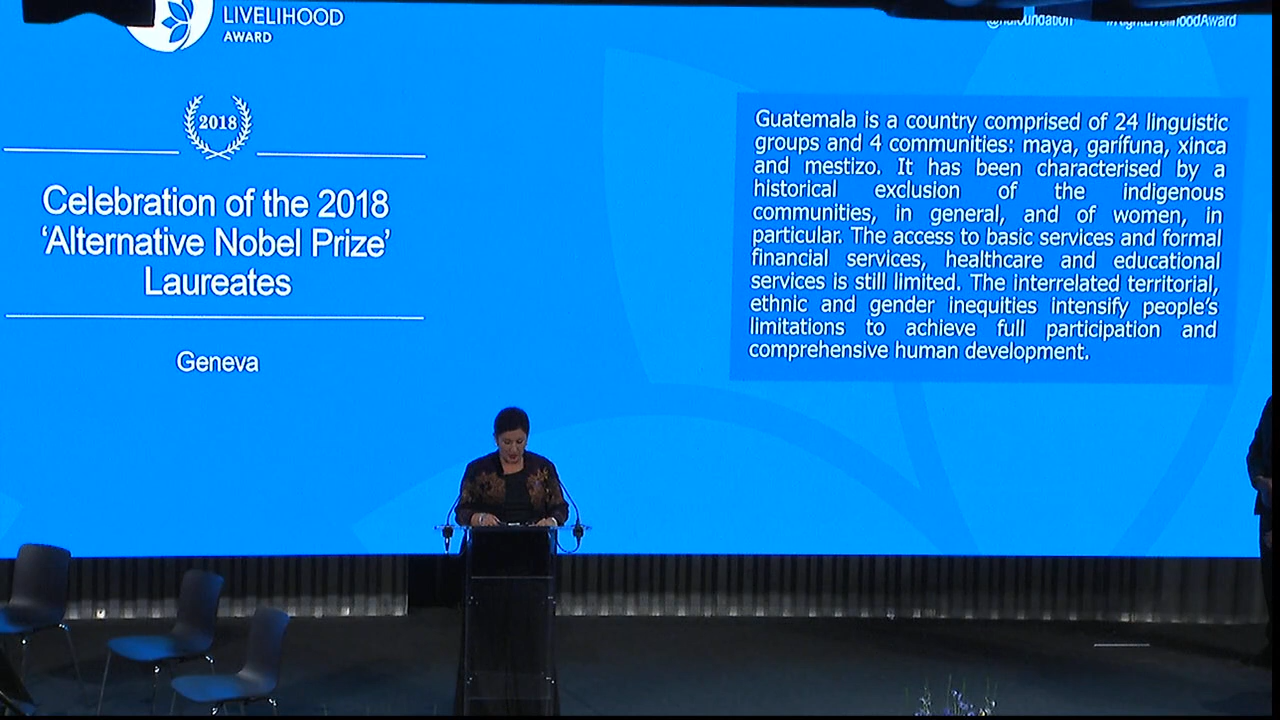 LIVELIHOOD
AWARD
#RightLivelihoodAward
2018
Celebration of the 2018
‘Alternative Nobel Prize’
Laureates
Geneva
Guatemala is a country comprised of 24 linguistic
groups and 4 communities: maya, garífuna, xinca
and mestizo. It has been characterised by a
historical exclusion of the indigenous
communities, in general, and of women, in
particular. The access to basic services and formal
financial services, healthcare and educational
services is still limited. The interrelated territorial,
ethnic and gender inequities intensify people’s
limitations to achieve full participation and
comprehensive human development.